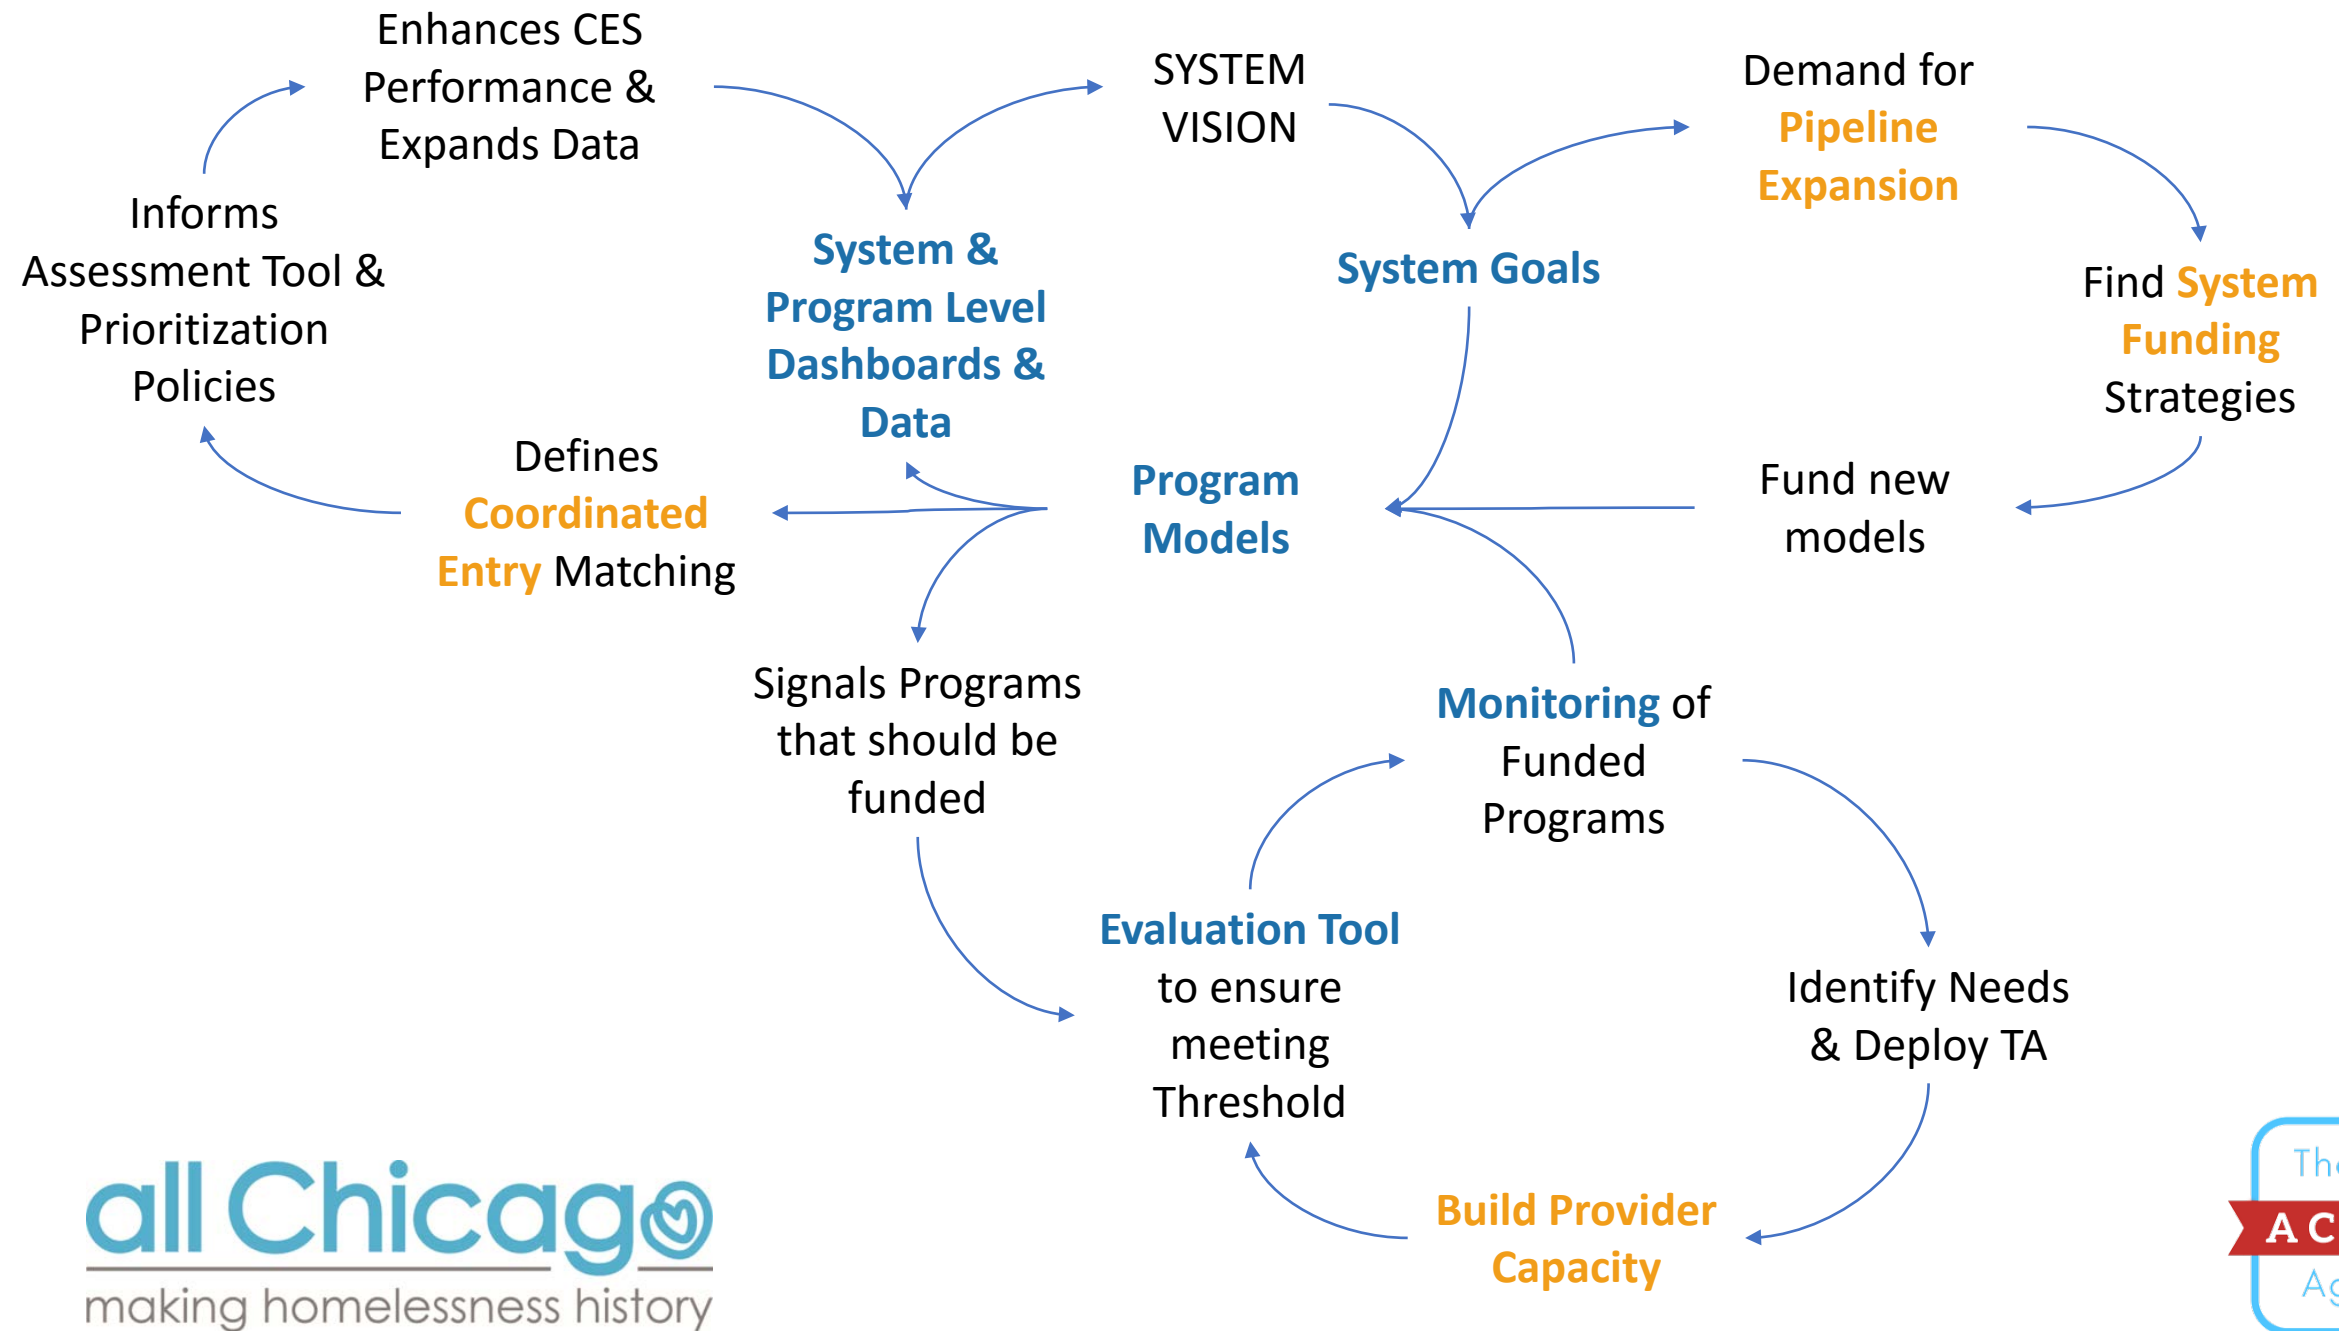 Enhances CES
Performance &
Expands Data
SYSTEM
VISION
Demand for
Pipeline
Expansion
Informs
Assessment Tool &
Prioritization
Policies
System &
Program Level
Dashboards &
Data
System Goals
Find System
Funding
Strategies
Defines
Coordinated
Entry Matching
Program
Models
Fund new
models
Signals Programs
that should be
funded
Monitoring of
Funded
Programs
Evaluation Tool
to ensure
meeting
Threshold
Identify Needs
& Deploy TA
Build Provider
Capacity
all Chicago
making homelessness history